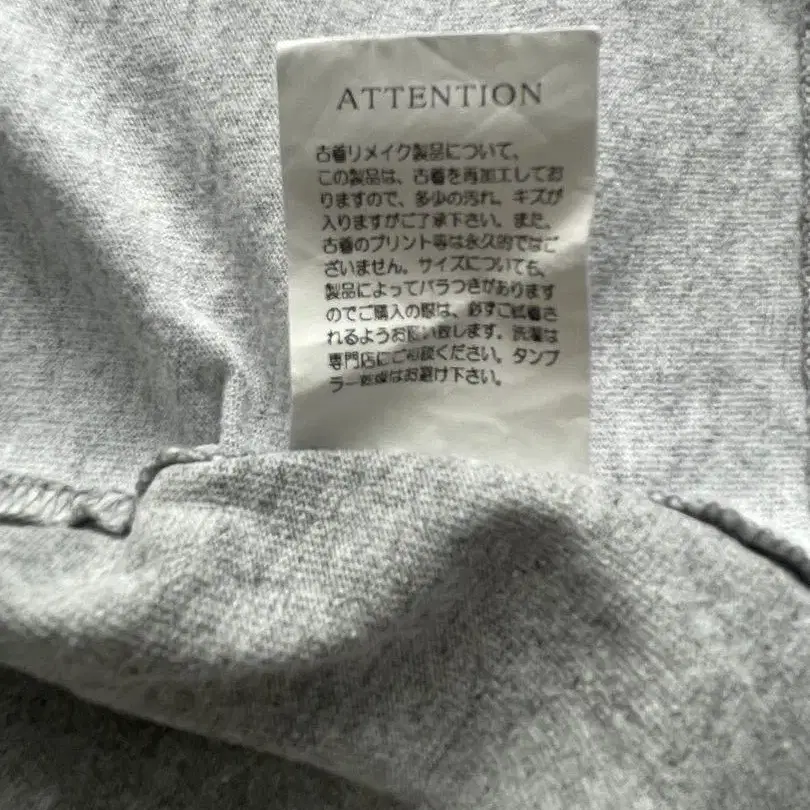 ATTENTION
古着リメイク製品について、
この製品は、古着を再加工してお
りますので、多少の汚れ、キズが
入りますがご了承下さい。また、
古着のプリント等は永久的ではご
ざいません。サイズについても、
製品によってバラつきがあります
のでご購入の際は、必ずご試着さ
れるようお願い致します。洗濯は
専門店にご相談ください。タンブ
ラー乾燥はお避け下さい。